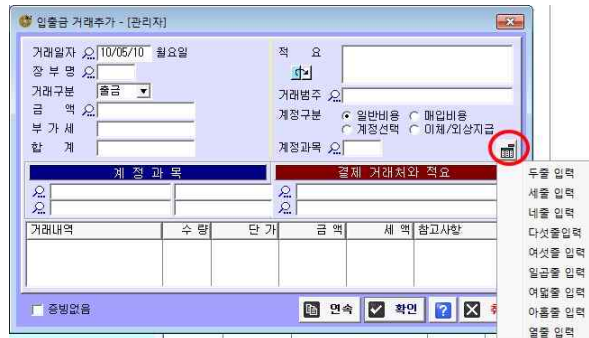 입출금 거래추가 - [관리자]
거래일자 10/05/10 월요일
장 부 명
거래구분 출금
금 액
부 가 세
합 계
적 요
거래범주
계정구분 일반비용 매입비용
계정선택 이체/외상지급
계정과목
계 정 과 목
결제 거래처와 적요
거래내역 수 량 단 가 금 액 세 액 참고사항
증빙없음
연속 확인 ?
두줄 입력
세줄 입력
네줄 입력
다섯줄입력
여섯줄 입력
일곱줄 입력
여덟줄 입력
아홉줄 입력
열줄 입력